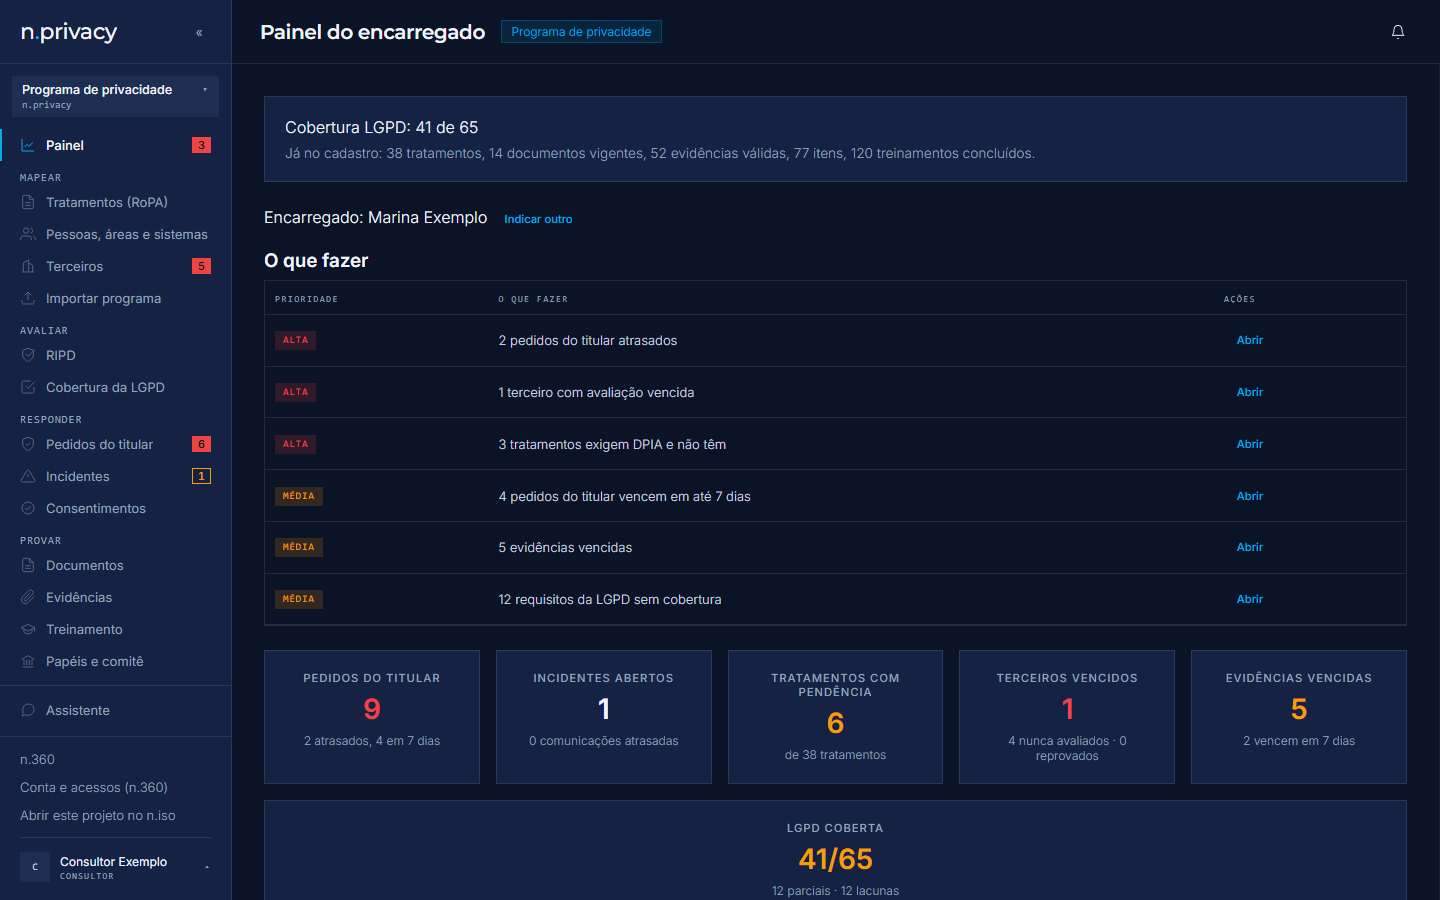 n.privacy «
Programa de privacidade
n.privacy
Painel 3
MAPEAR
Tratamentos (RoPA)
Pessoas, áreas e sistemas
Terceiros 5
Importar programa
AVALIAR
RIPD
Cobertura da LGPD
RESPONDER
Pedidos do titular 6
Incidentes 1
Consentimentos
PROVAR
Documentos
Evidências
Treinamento
Papéis e comitê
Assistente
n.360
Conta e acessos (n.360)
Abrir este projeto no n.iso
C
Consultor Exemplo
CONSULTOR
Painel do encarregado Programa de privacidade
Cobertura LGPD: 41 de 65
Já no cadastro: 38 tratamentos, 14 documentos vigentes, 52 evidências válidas, 77 itens, 120 treinamentos concluídos.
Encarregado: Marina Exemplo Indicar outro
O que fazer
PRIORIDADE O QUE FAZER AÇÕES
ALTA 2 pedidos do titular atrasados Abrir
ALTA 1 terceiro com avaliação vencida Abrir
ALTA 3 tratamentos exigem DPIA e não têm Abrir
MÉDIA 4 pedidos do titular vencem em até 7 dias Abrir
MÉDIA 5 evidências vencidas Abrir
MÉDIA 12 requisitos da LGPD sem cobertura Abrir
PEDIDOS DO TITULAR
9
2 atrasados, 4 em 7 dias
INCIDENTES ABERTOS
1
0 comunicações atrasadas
TRATAMENTOS COM
PENDÊNCIA
6
de 38 tratamentos
TERCEIROS VENCIDOS
1
4 nunca avaliados · 0
reprovados
EVIDÊNCIAS VENCIDAS
5
2 vencem em 7 dias
LGPD COBERTA
41/65
12 parciais · 12 lacunas